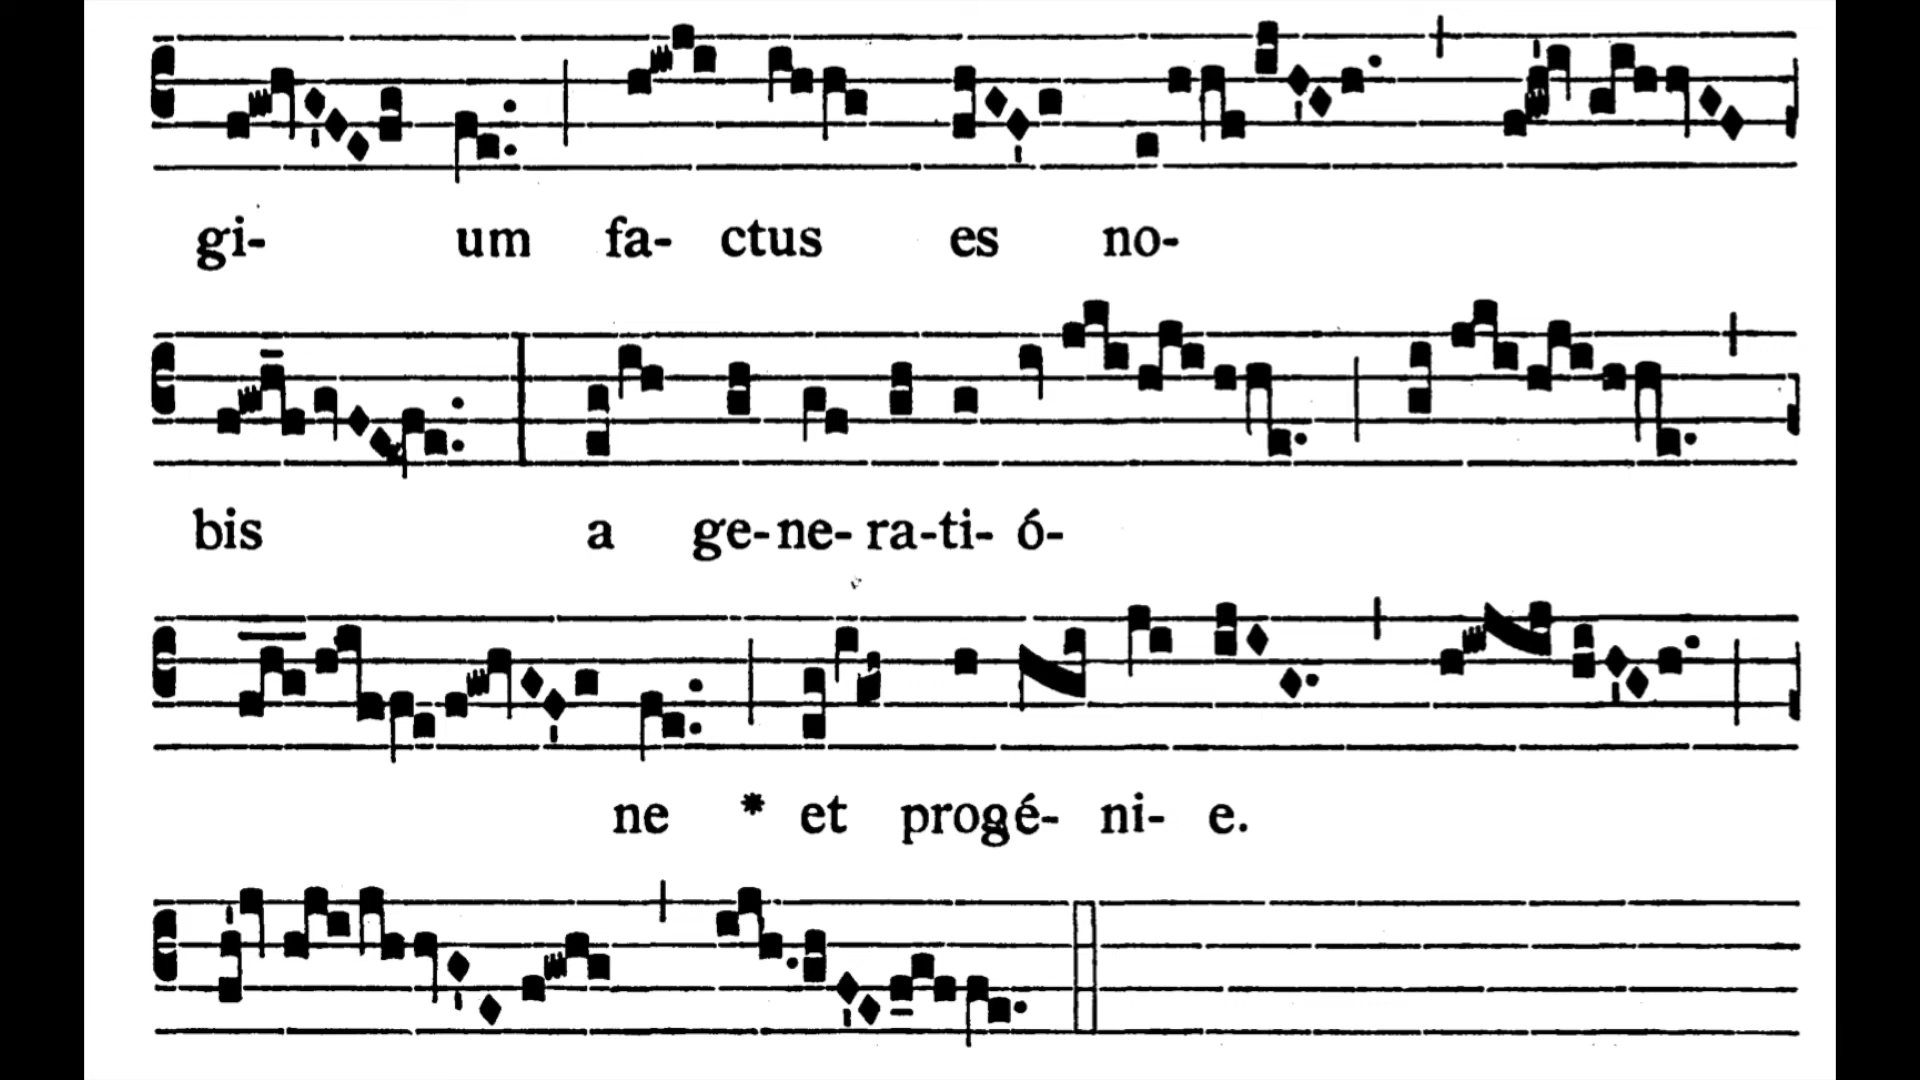 gi- um fa- ctus es no-
bis a ge-ne- ra-ti- ó-
ne * et progé- ni- e.